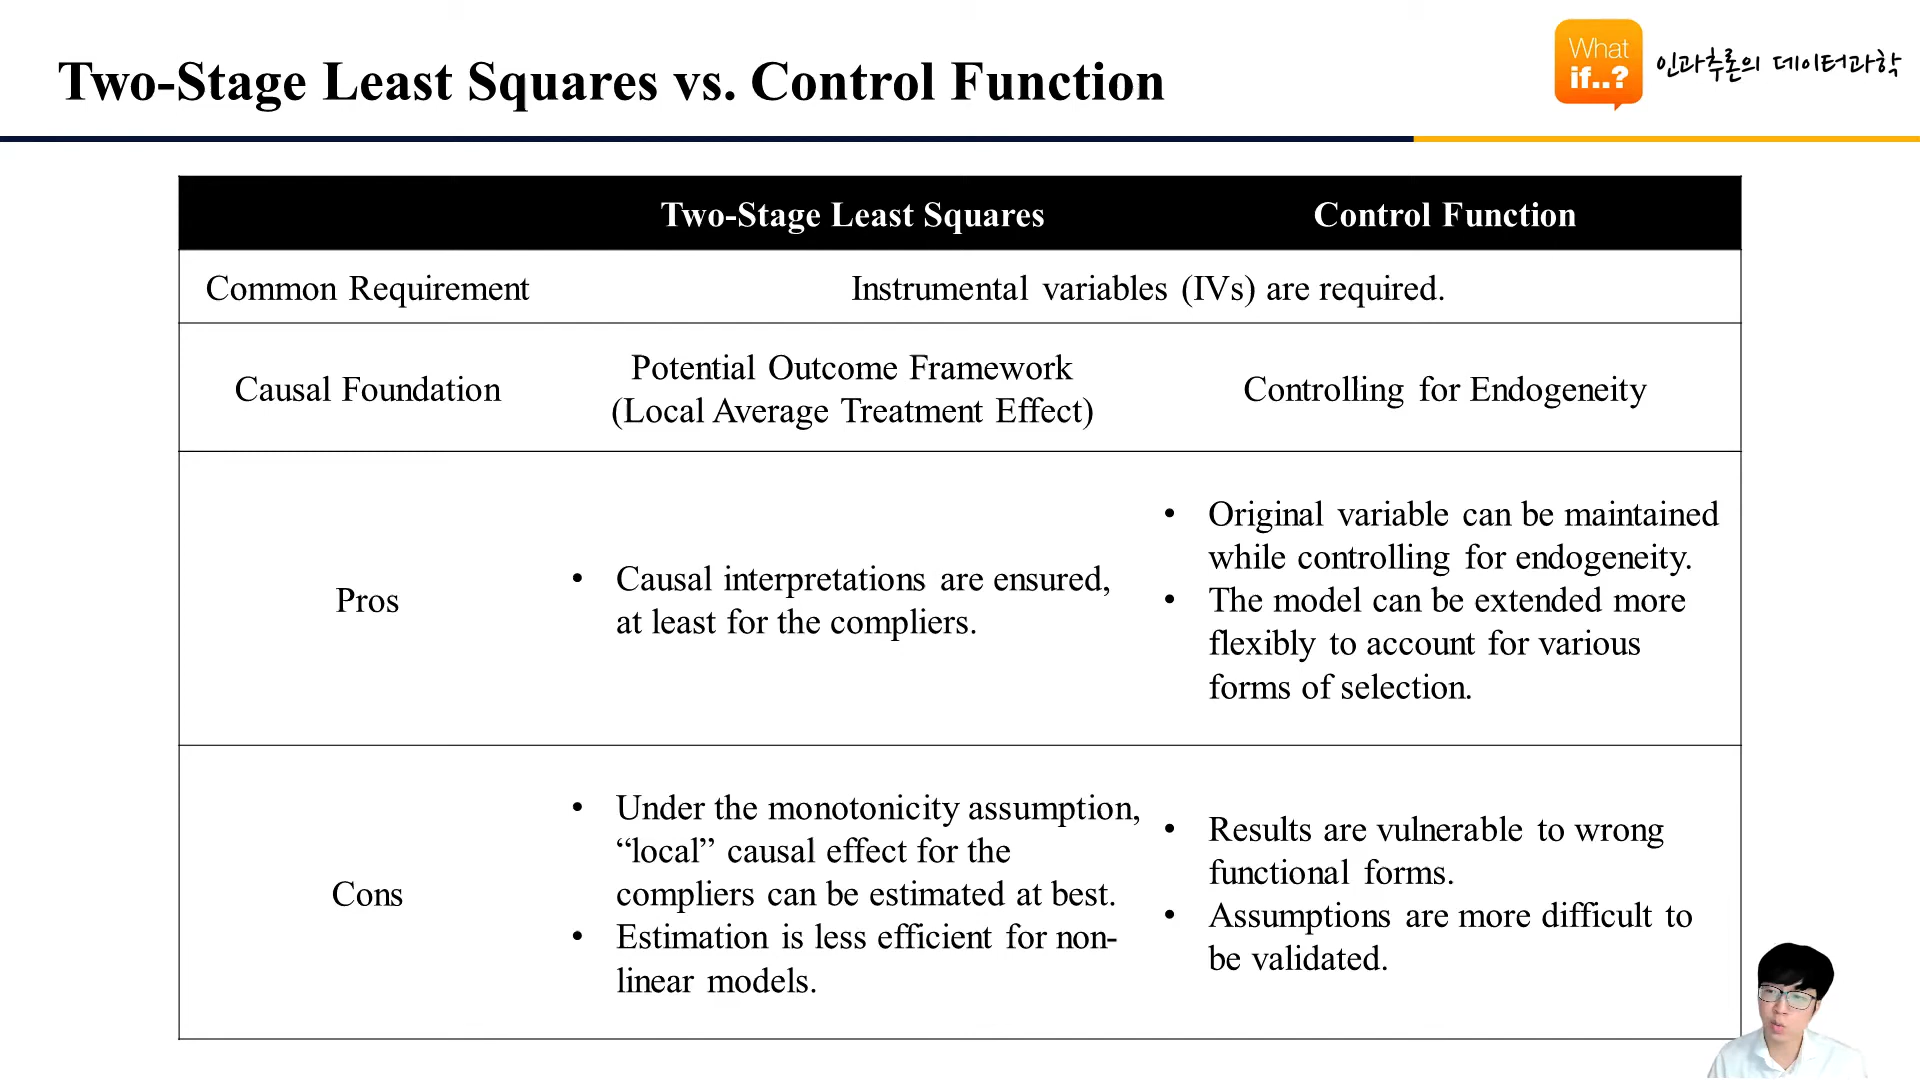 Two-Stage Least Squares vs. Control Function
What
if..?
인과추론의 데이터과학
Two-Stage Least Squares
Control Function
Common Requirement
Instrumental variables (IVs) are required.
Causal Foundation
Potential Outcome Framework
(Local Average Treatment Effect)
Controlling for Endogeneity
Pros
• Causal interpretations are ensured,
at least for the compliers.
• Original variable can be maintained
while controlling for endogeneity.
• The model can be extended more
flexibly to account for various
forms of selection.
Cons
• Under the monotonicity assumption,
“local” causal effect for the
compliers can be estimated at best.
• Estimation is less efficient for non-
linear models.
• Results are vulnerable to wrong
functional forms.
• Assumptions are more difficult to
be validated.